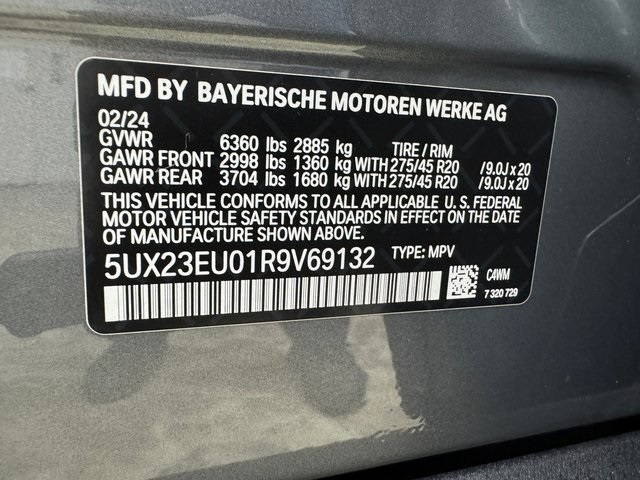 MFD BY BAYERISCHE MOTOREN WERKE AG
02/24
GVWR 6360 lbs 2885 kg TIRE / RIM
GAWR FRONT 2998 lbs 1360 kg WITH 275/45 R20 /9.0J x 20
GAWR REAR 3704 lbs 1680 kg WITH 275/45 R20 /9.0J x 20
THIS VEHICLE CONFORMS TO ALL APPLICABLE U. S. FEDERAL
MOTOR VEHICLE SAFETY STANDARDS IN EFFECT ON THE DATE
OF MANUFACTURE SHOWN ABOVE.
5UX23EU01R9V69132 TYPE: MPV
C4WM
7 320 729